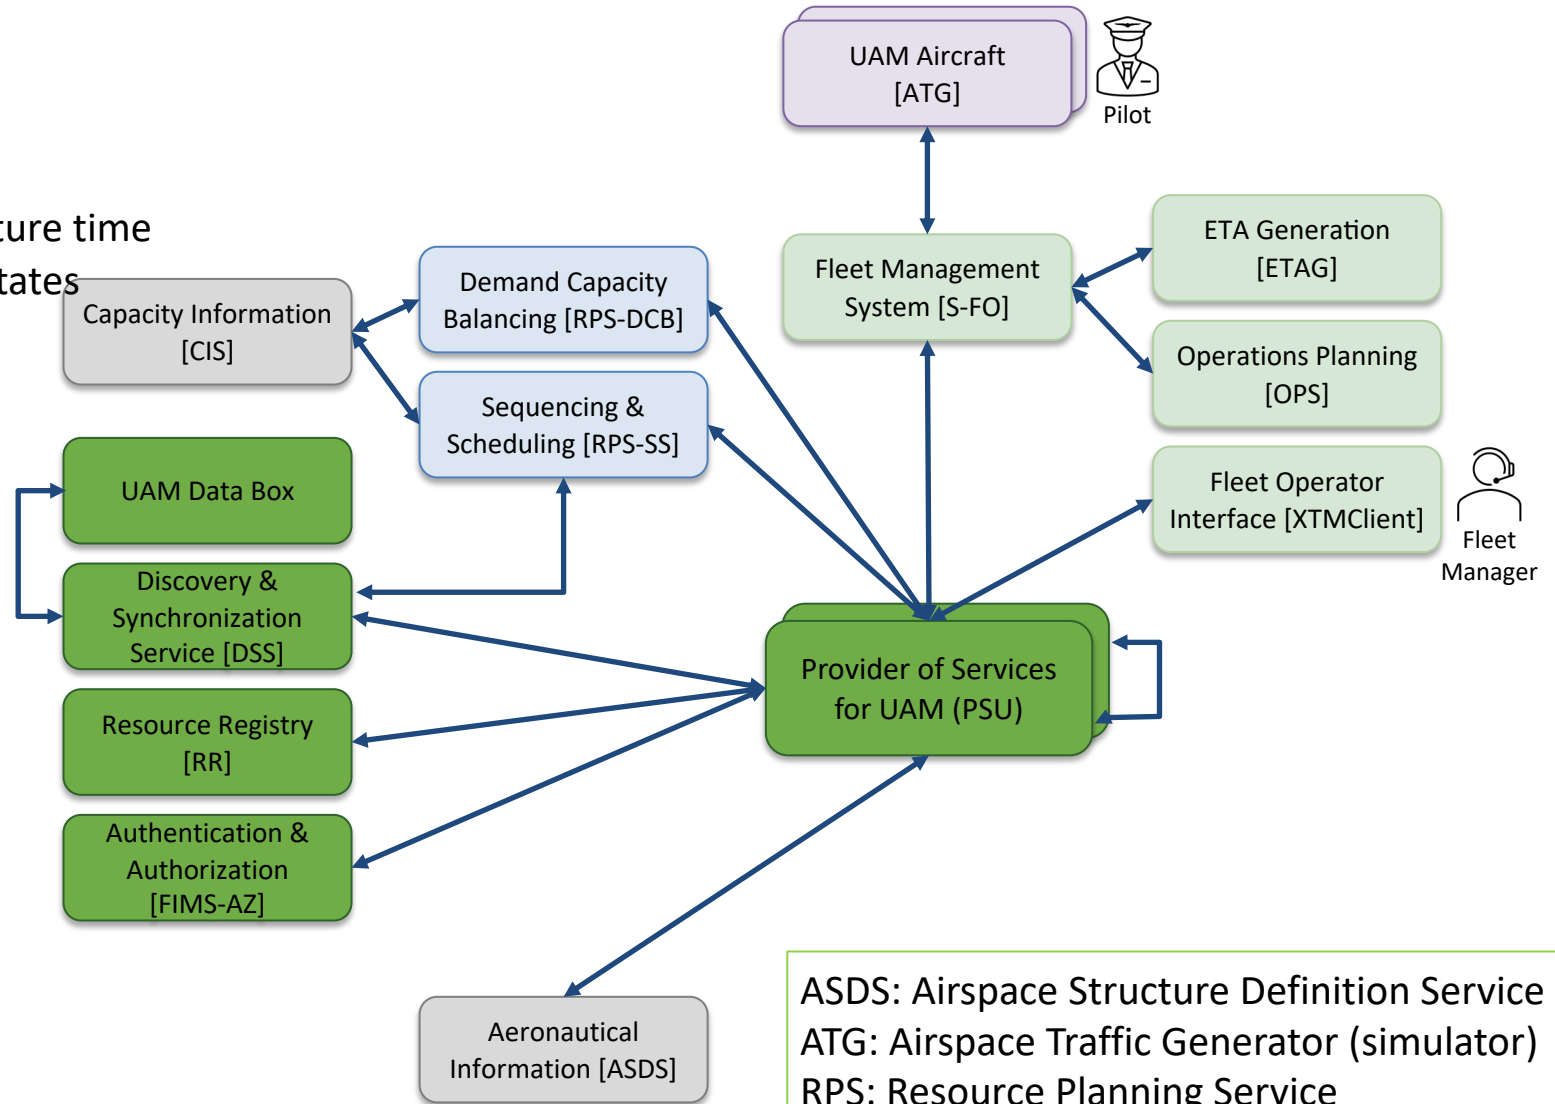 UAM Aircraft
[ATG]
Pilot
ture time
tates
ETA Generation
[ETAG]
Demand Capacity
Balancing [RPS-DCB]
Fleet Management
System [S-FO]
Capacity Information
[CIS]
Operations Planning
[OPS]
Sequencing &
Scheduling [RPS-SS]
UAM Data Box
Fleet Operator
Interface [XTMClient]
Fleet
Manager
Discovery &
Synchronization
Service [DSS]
Provider of Services
for UAM (PSU)
Resource Registry
[RR]
Authentication &
Authorization
[FIMS-AZ]
Aeronautical
Information [ASDS]
ASDS: Airspace Structure Definition Service
ATG: Airspace Traffic Generator (simulator)
RPS: Resource Planning Service